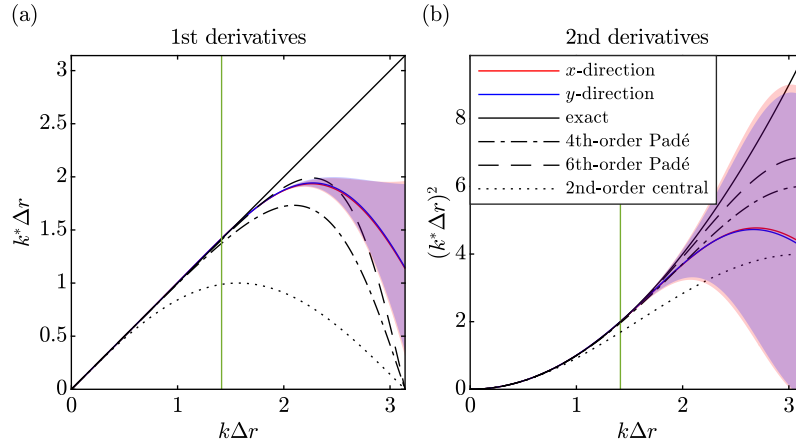 (a)
1st derivatives
3
2.5
2
1.5
1
0.5
0
0 1 2 3
k*Δr
kΔr
(b)
2nd derivatives
x-direction
y-direction
exact
4th-order Padé
6th-order Padé
2nd-order central
8
6
4
2
0
0 1 2 3
(k*Δr)²
kΔr